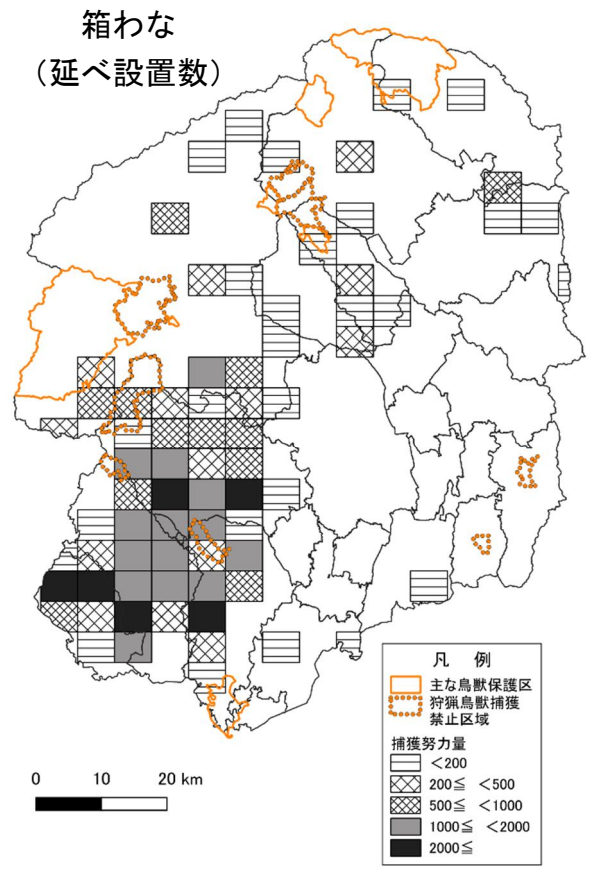 箱わな
（延べ設置数）
0 10 20 km
凡 例
主な鳥獣保護区
狩猟鳥獣捕獲
禁止区域
捕獲努力量
＜200
200≦ ＜500
500≦ ＜1000
1000≦ ＜2000
2000≦